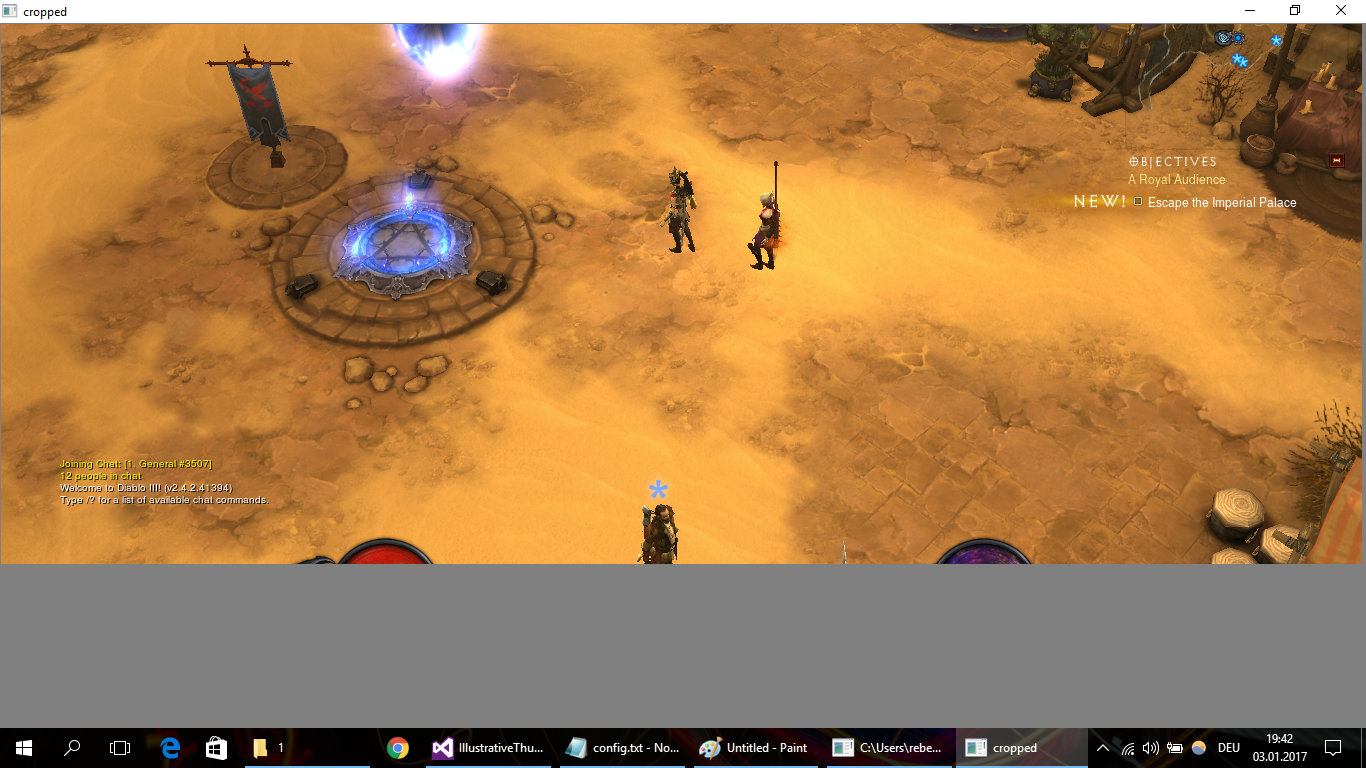 cropped
OBJECTIVES
A Royal Audience
NEW! Escape the Imperial Palace
Joining Chat: [1. General #3507]
12 people in chat
Welcome to Diablo III! (v2.4.2.41394)
Type /? for a list of available chat commands.
1
IllustrativeThu...
config.txt - No...
Untitled - Paint
C:\Users\rebe...
cropped
DEU
19:42
03.01.2017